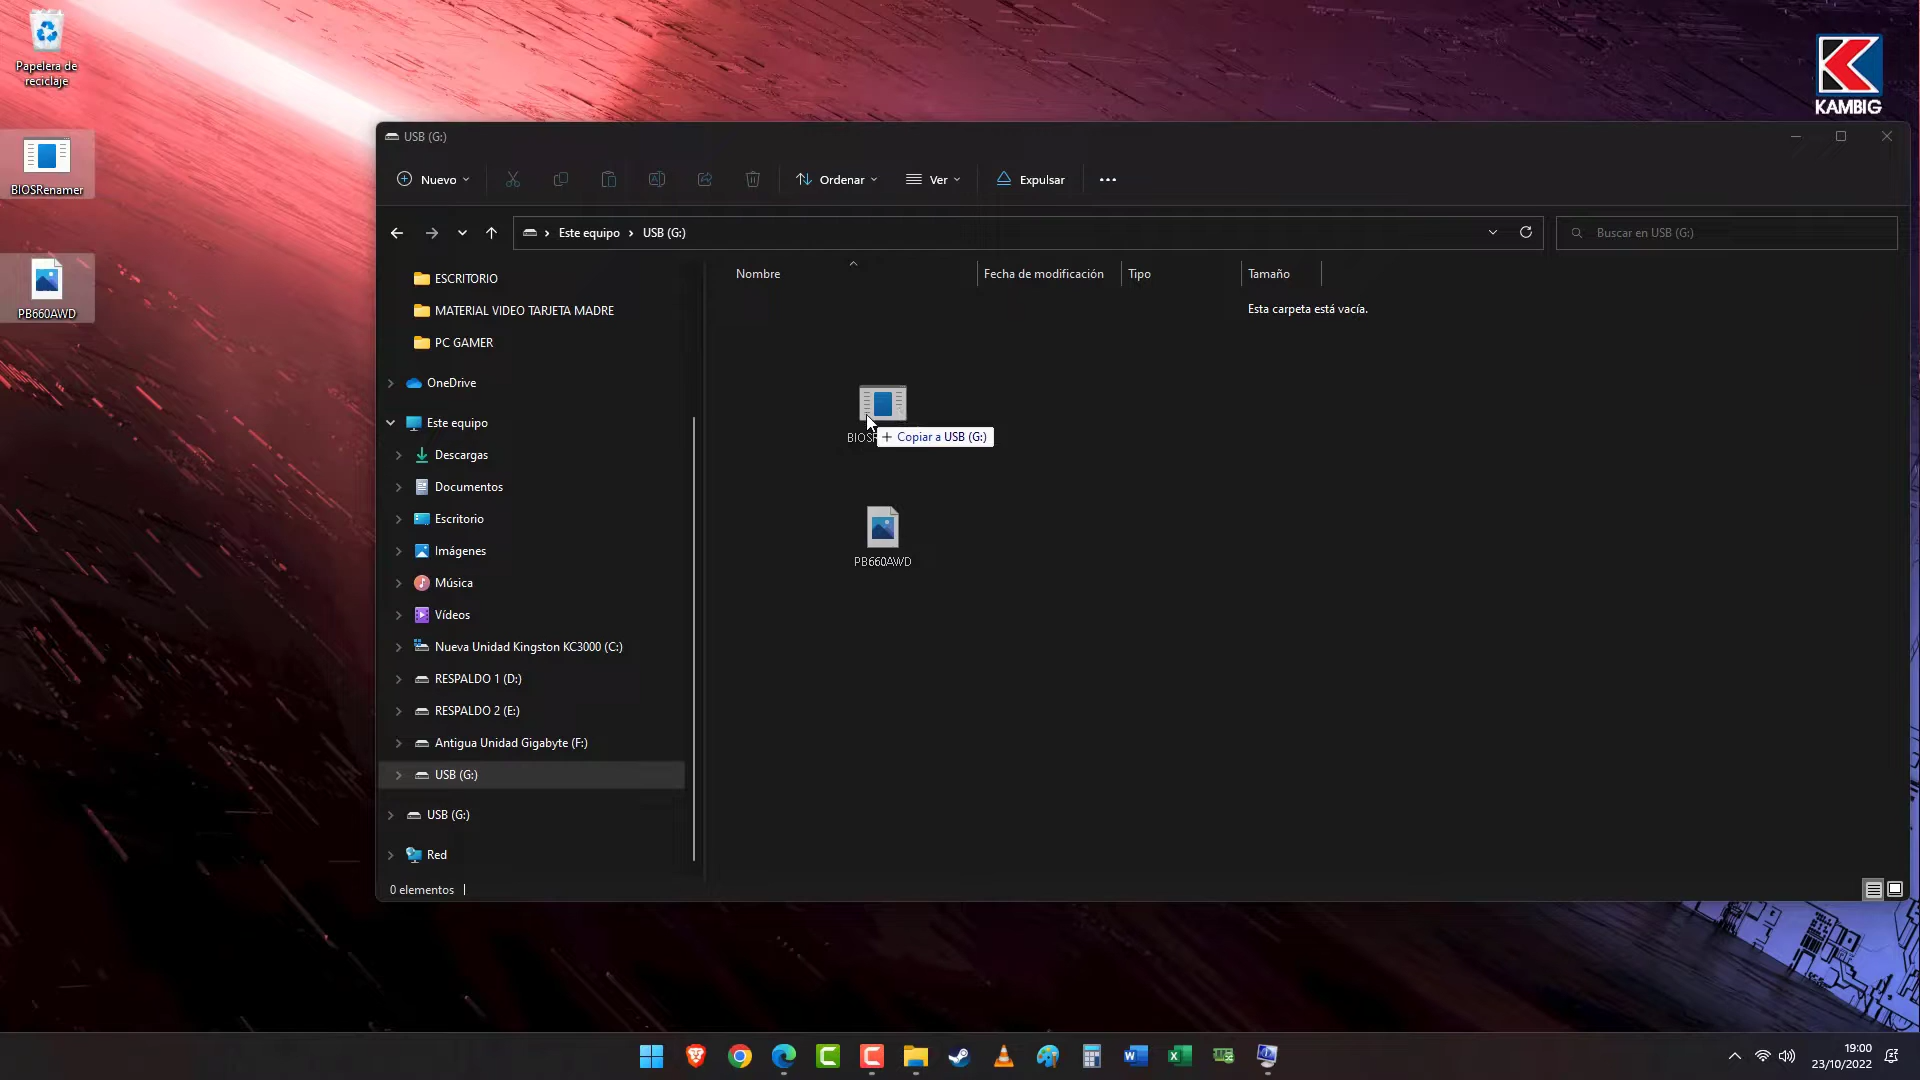 Papelera de
reciclaje
KAMBIG
BIOSRenamer
PB660AWD
USB (G:)
Nuevo
Ordenar
Ver
Expulsar
Este equipo
USB (G:)
Buscar en USB (G:)
Nombre
Fecha de modificación
Tipo
Tamaño
Esta carpeta está vacía.
ESCRITORIO
MATERIAL VIDEO TARJETA MADRE
PC GAMER
OneDrive
Este equipo
Descargas
Documentos
Escritorio
Imágenes
Música
Vídeos
Nueva Unidad Kingston KC3000 (C:)
RESPALDO 1 (D:)
RESPALDO 2 (E:)
Antigua Unidad Gigabyte (F:)
USB (G:)
USB (G:)
Red
+ Copiar a USB (G:)
PB660AWD
0 elementos
19:00
23/10/2022